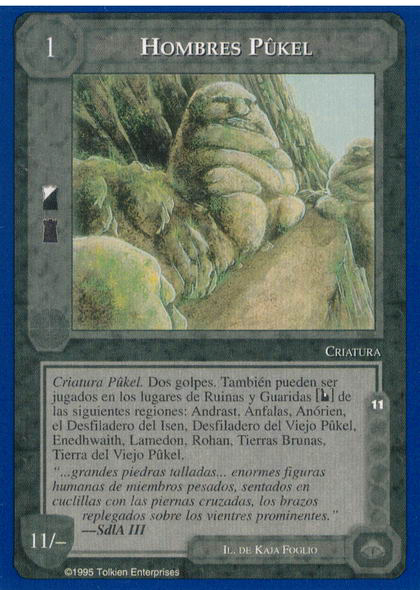 1
HOMBRES PÛKEL
CRIATURA
Criatura Pûkel. Dos golpes. También pueden ser
jugados en los lugares de Ruinas y Guaridas [] de
las siguientes regiones: Andrast, Anfalas, Anórien,
el Desfiladero del Isen, Desfiladero del Viejo Pûkel,
Enedhwaith, Lamedon, Rohan, Tierras Brunas,
Tierra del Viejo Pûkel.
11
“...grandes piedras talladas... enormes figuras
humanas de miembros pesados, sentados en
cuclillas con las piernas cruzadas, los brazos
replegados sobre los vientres prominentes.”
—SdlA III
11/–
IL. DE KAJA FOGLIO
©1995 Tolkien Enterprises